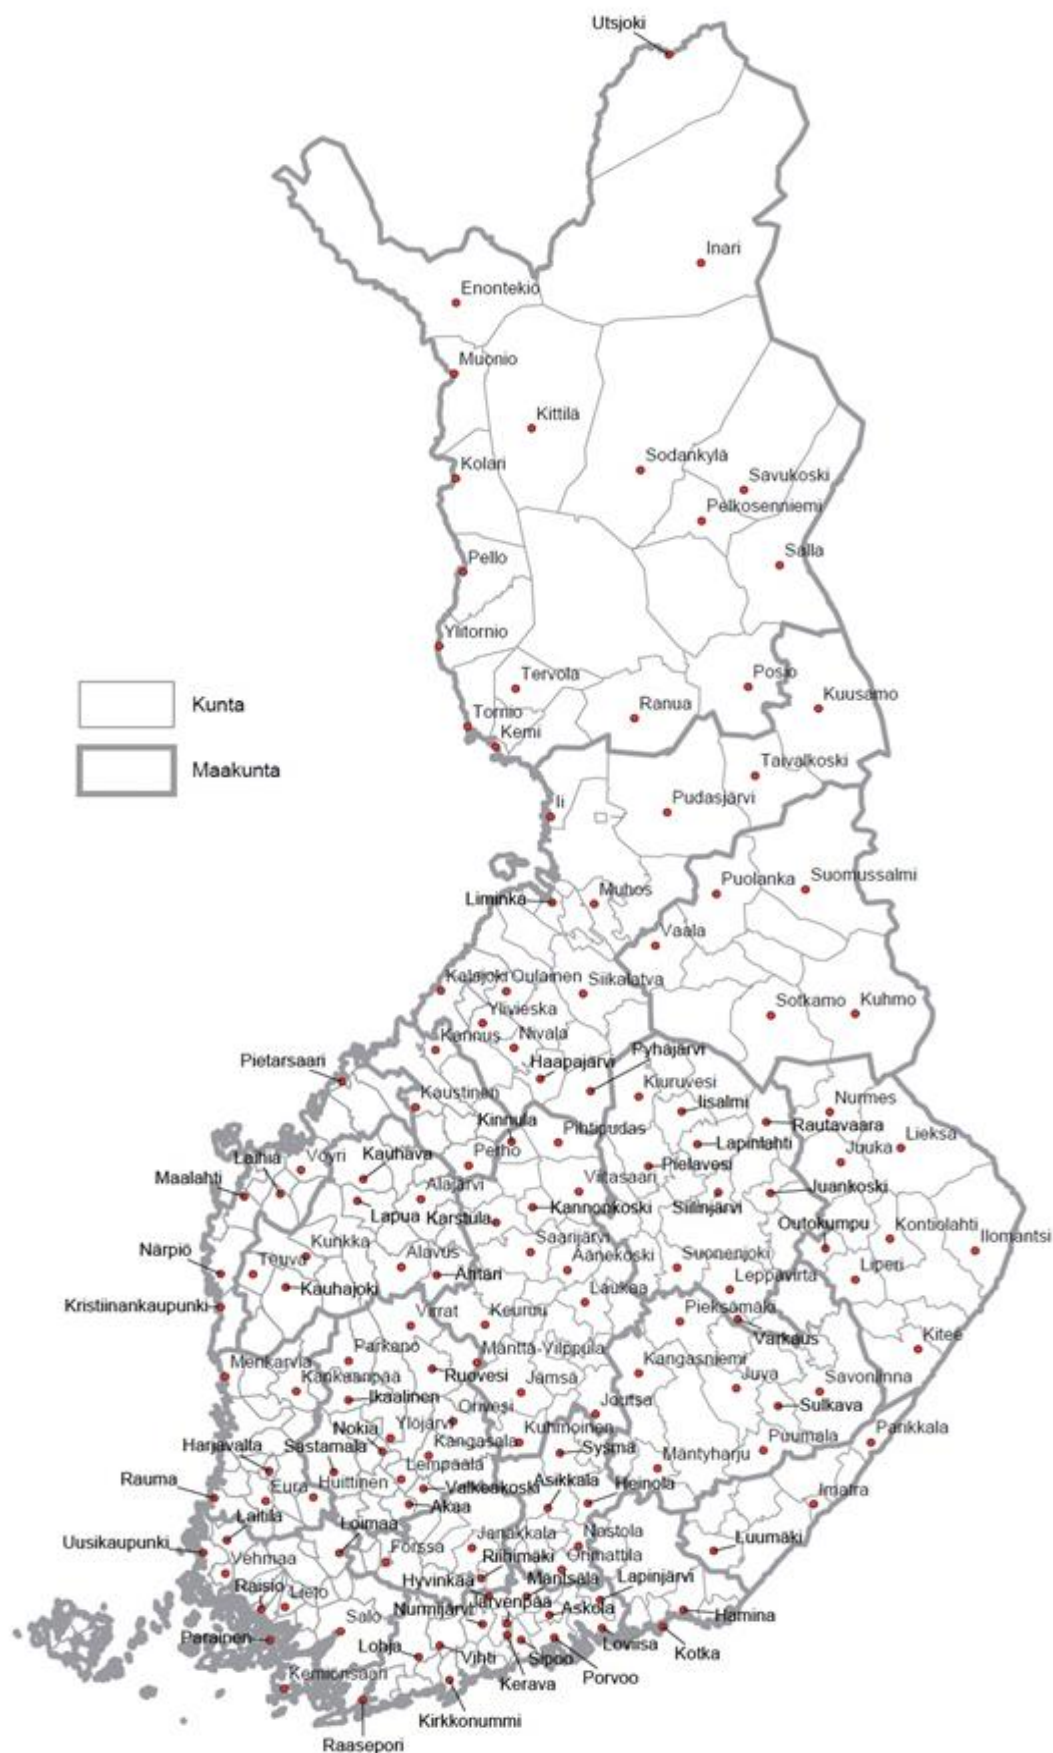 Utsjoki
Inari
Enontekiö
Muonio
Kittilä
Sodankylä
Kolari
Savukoski
Pelkosenniemi
Salla
Pello
Ylitornio
Tervola
Posio
Kunta
Ranua
Kuusamo
Tornio
Kemi
Maakunta
Taivalkoski
Ii
Pudasjärvi
Puolanka
Suomussalmi
Liminka
Muhos
Vaala
Kalajoki
Oulainen
Siikalatva
Sotkamo
Kuhmo
Ylivieska
Kannus
Nivala
Pyhäjärvi
Pietarsaari
Haapajärvi
Kiuruvesi
Kaustinen
Iisalmi
Nurmes
Kinnula
Pihtipudas
Rautavaara
Lieksa
Lapinlahti
Juuka
Laihia
Vöyri
Kauhava
Perho
Pielavesi
Maalahti
Alajärvi
Viitasaari
Juankoski
Lapua
Karstula
Kannonkoski
Siilinjärvi
Outokumpu
Kontiolahti
Ilomantsi
Närpiö
Teuva
Kurikka
Alavus
Saarijärvi
Äänekoski
Suonenjoki
Liperi
Kauhajoki
Ähtäri
Leppävirta
Kristiinankaupunki
Laukaa
Virrat
Keuruu
Pieksämäki
Varkaus
Kitee
Merikarvia
Parkano
Mänttä-Vilppula
Kankaanpää
Ruovesi
Kangasniemi
Ikaalinen
Jämsä
Juva
Savonlinna
Joutsa
Sulkava
Orivesi
Nokia
Ylöjärvi
Kuhmoinen
Puumala
Parikkala
Harjavalta
Sastamala
Kangasala
Sysmä
Mäntyharju
Lempäälä
Rauma
Eura
Huittinen
Valkeakoski
Asikkala
Heinola
Imatra
Akaa
Laitila
Loimaa
Janakkala
Nastola
Luumäki
Uusikaupunki
Vehmaa
Forssa
Riihimäki
Orimattila
Hyvinkää
Mäntsälä
Lapinjärvi
Raisio
Lieto
Järvenpää
Nurmijärvi
Askola
Hamina
Parainen
Salo
Lohja
Vihti
Sipoo
Loviisa
Kotka
Porvoo
Kerava
Kemiönsaari
Kirkkonummi
Raasepori